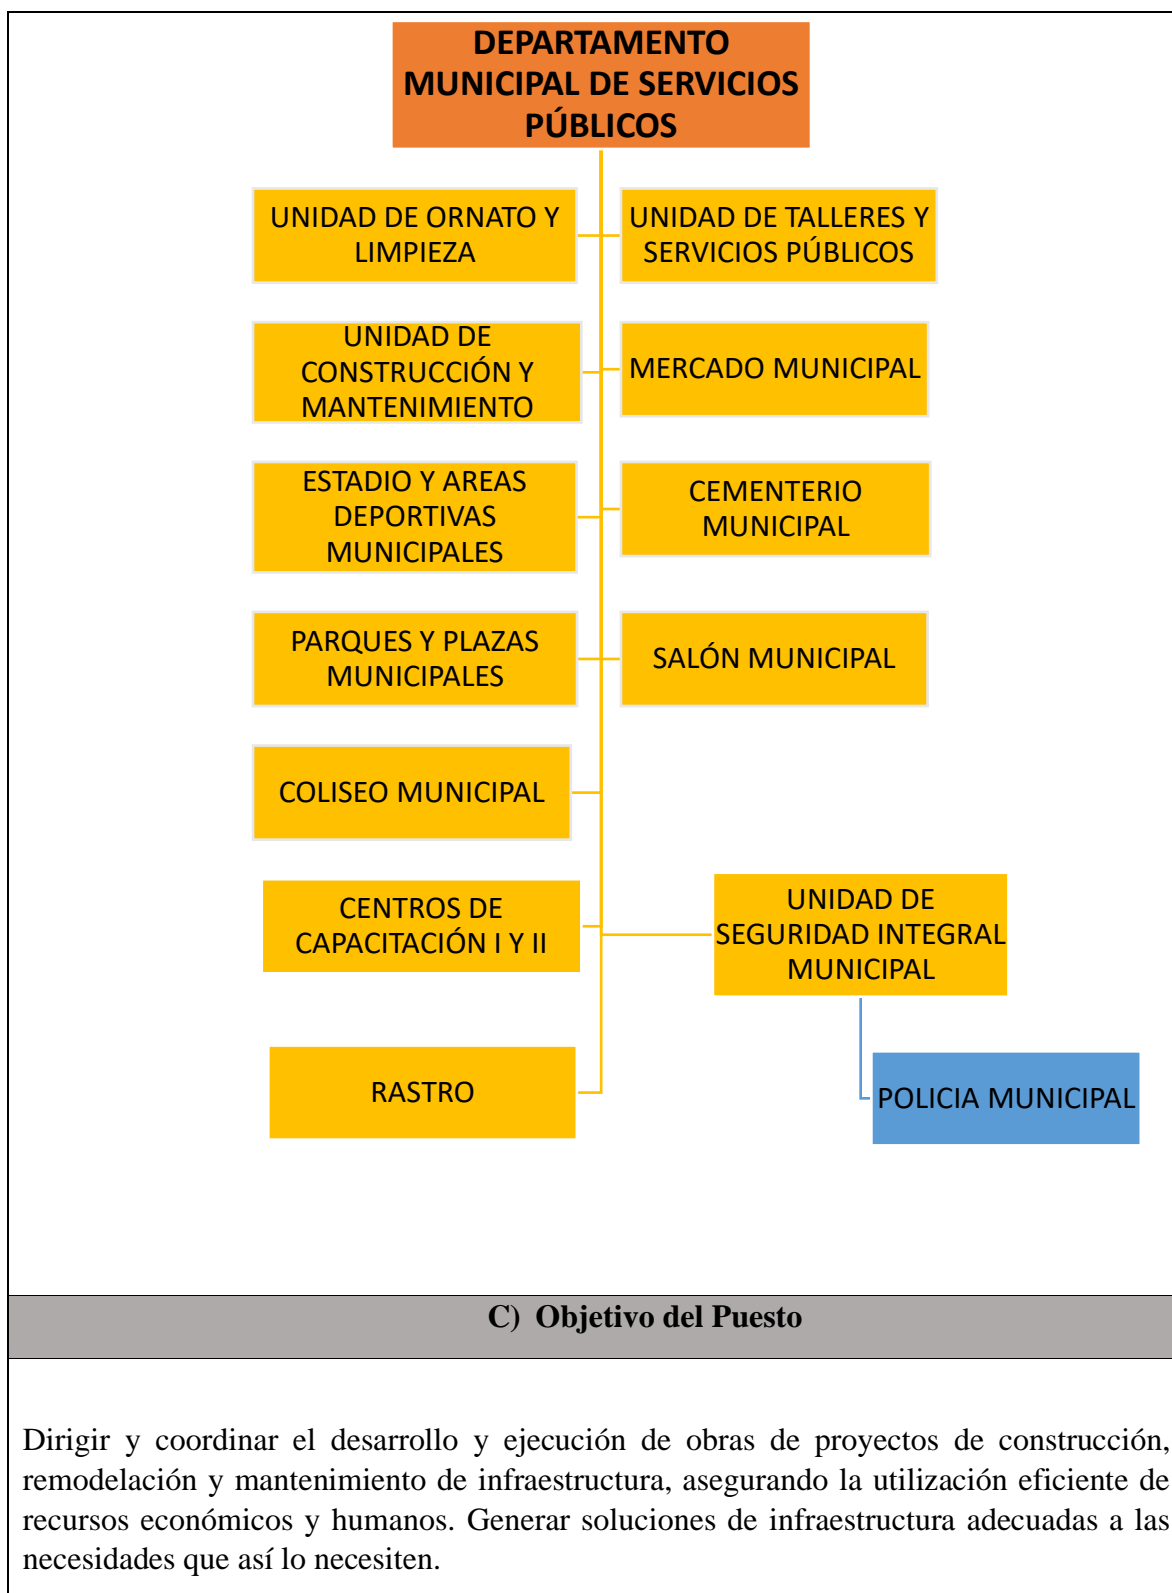 DEPARTAMENTO
MUNICIPAL DE SERVICIOS
PÚBLICOS
UNIDAD DE ORNATO Y
LIMPIEZA
UNIDAD DE TALLERES Y
SERVICIOS PÚBLICOS
UNIDAD DE
CONSTRUCCIÓN Y
MANTENIMIENTO
MERCADO MUNICIPAL
ESTADIO Y AREAS
DEPORTIVAS
MUNICIPALES
CEMENTERIO
MUNICIPAL
PARQUES Y PLAZAS
MUNICIPALES
SALÓN MUNICIPAL
COLISEO MUNICIPAL
CENTROS DE
CAPACITACIÓN I Y II
UNIDAD DE
SEGURIDAD INTEGRAL
MUNICIPAL
RASTRO
POLICIA MUNICIPAL
C) Objetivo del Puesto
Dirigir y coordinar el desarrollo y ejecución de obras de proyectos de construcción,
remodelación y mantenimiento de infraestructura, asegurando la utilización eficiente de
recursos económicos y humanos. Generar soluciones de infraestructura adecuadas a las
necesidades que así lo necesiten.